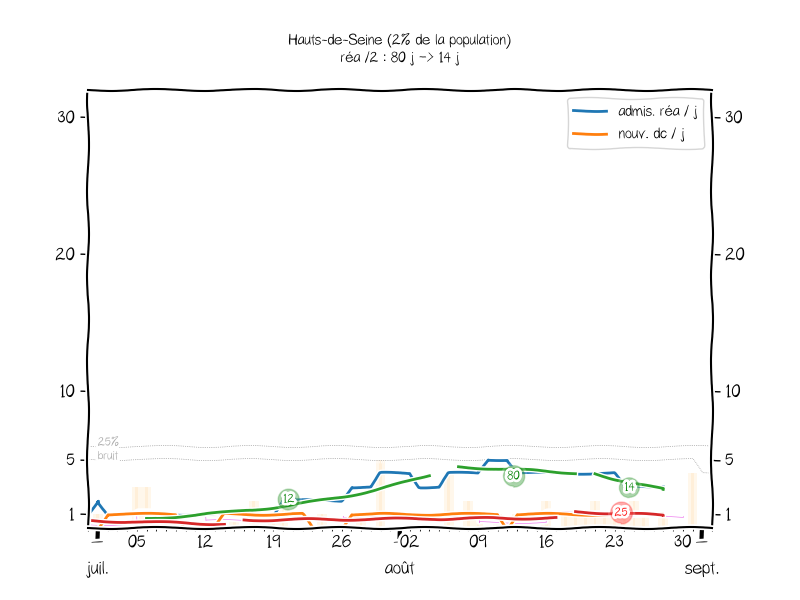 Hauts-de-Seine (2% de la population)
réa /2 : 80 j -> 14 j
admis. réa / j
nouv. dc / j
30
30
20
20
10
10
25%
bruit
5
5
12
80
14
25
1
1
05 12 19 26 02 09 16 23 30
juil. août sept.